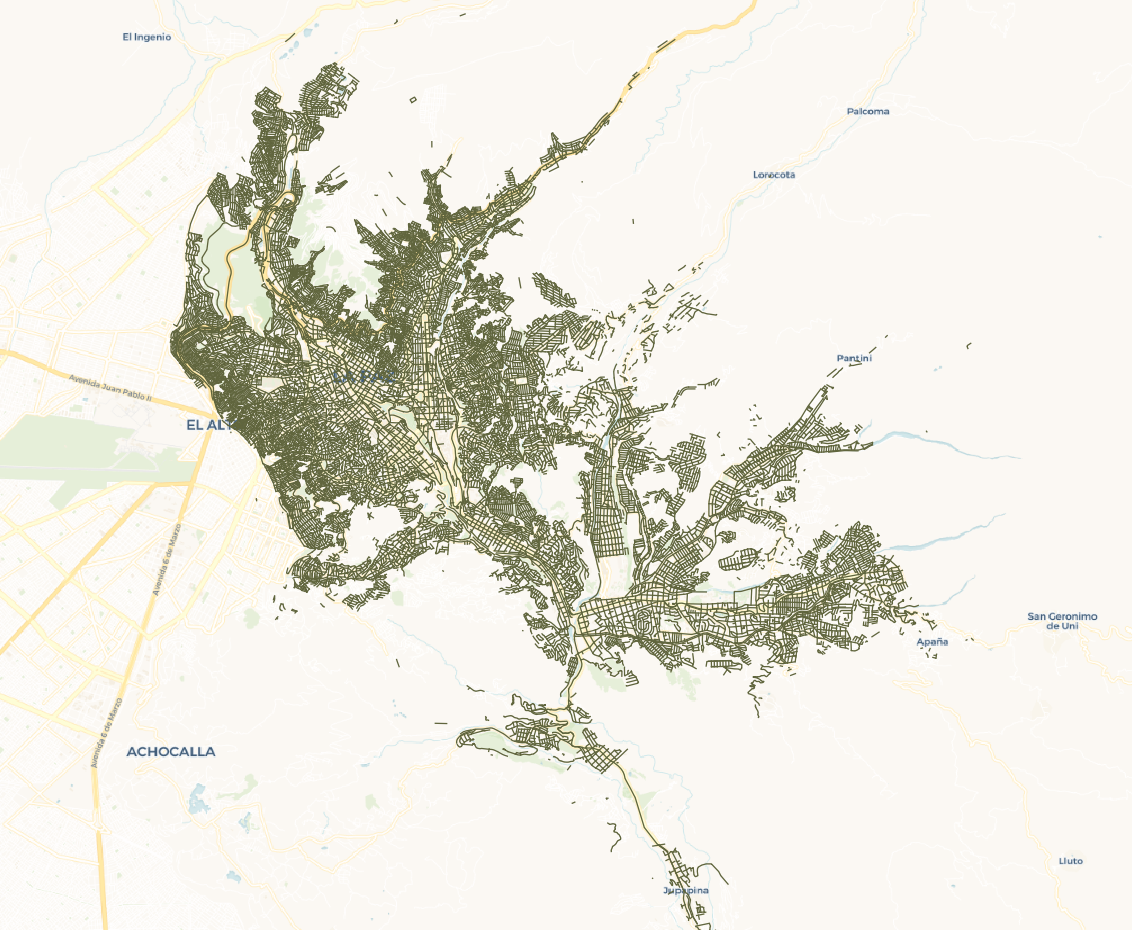 El Ingenio
Palcoma
Lorocota
Pantini
Avenida Juan Pablo II
LA PAZ
EL ALT
Avenida 6 de Marzo
San Geronimo
de Uni
Apaña
Avenida 6 de Marzo
ACHOCALLA
Lluto
Jupapina